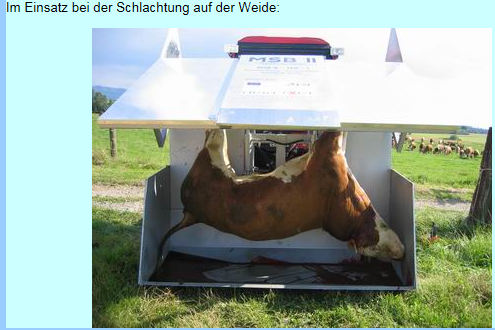 Im Einsatz bei der Schlachtung auf der Weide:
MSB II